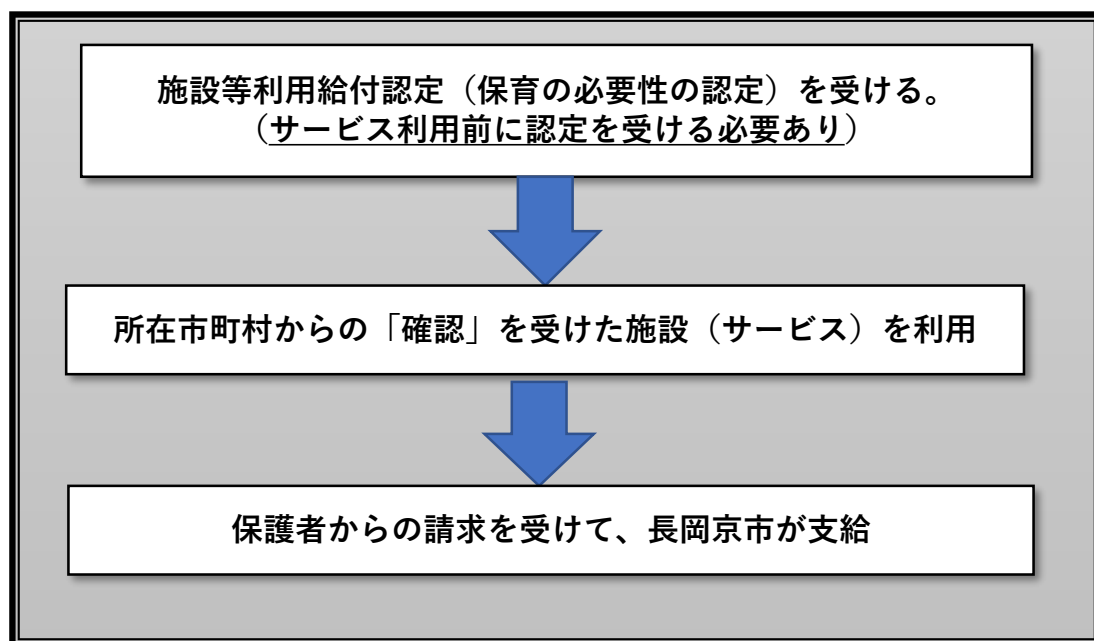 施設等利用給付認定（保育の必要性の認定）を受ける。
（サービス利用前に認定を受ける必要あり）
所在市町村からの「確認」を受けた施設（サービス）を利用
保護者からの請求を受けて、長岡京市が支給